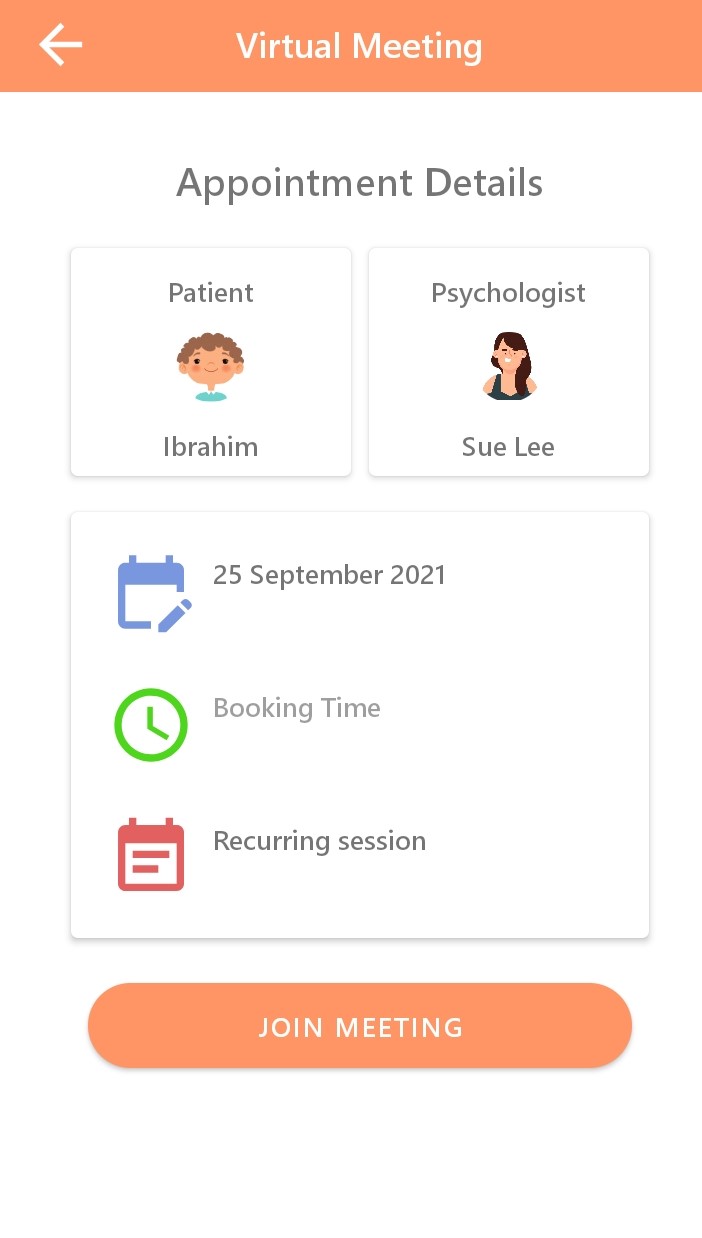 Virtual Meeting
Appointment Details
Patient
Ibrahim
Psychologist
Sue Lee
25 September 2021
Booking Time
Recurring session
JOIN MEETING